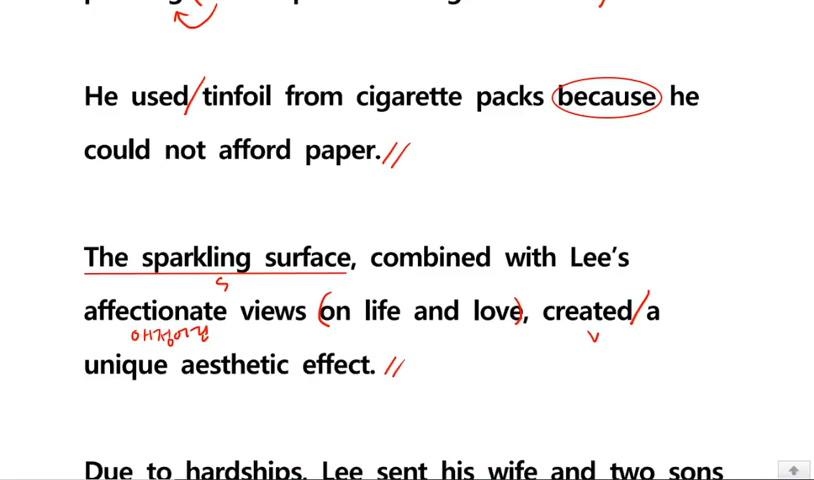 He used tinfoil from cigarette packs because he
could not afford paper.
The sparkling surface, combined with Lee's
S
affectionate views on life and love, created a
애정어린
V
unique aesthetic effect.
Due to hardships, Lee sent his wife and two sons